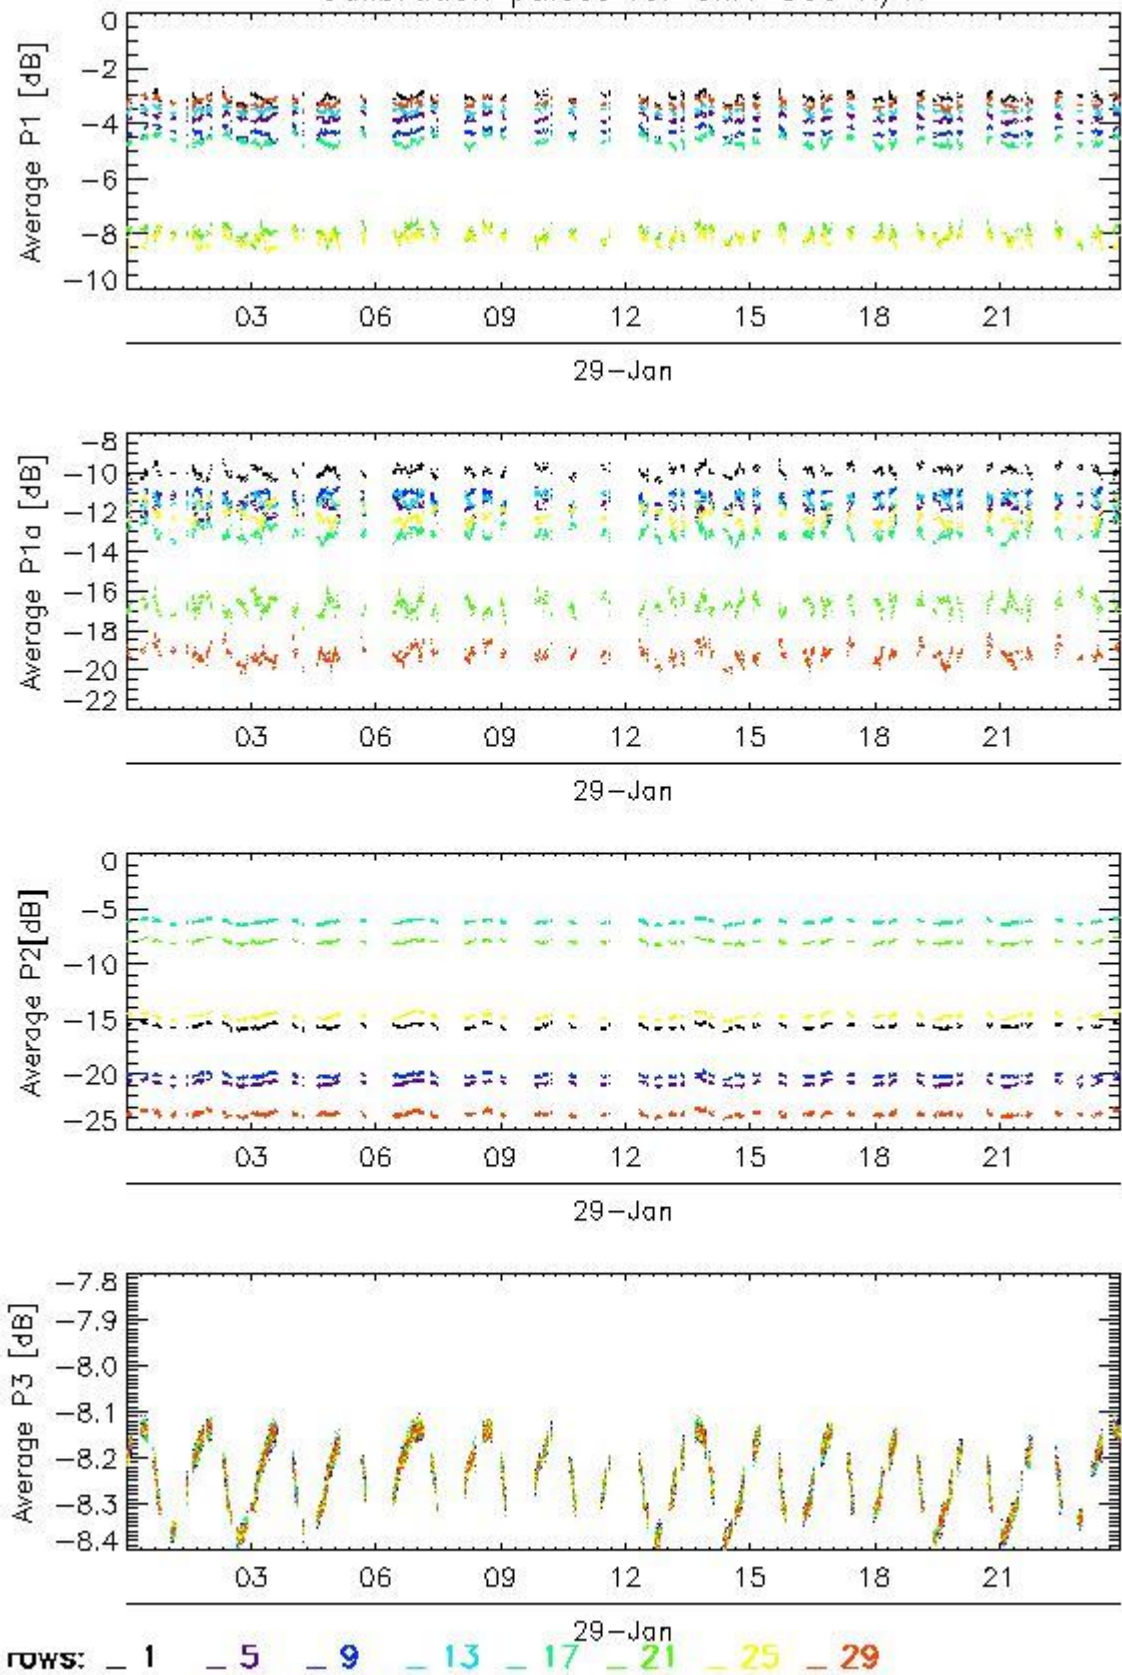 0
-2
-4
-6
-8
-10
Average P1 [dB]
03 06 09 12 15 18 21
29-Jan
-8
-10
-12
-14
-16
-18
-20
-22
Average P1a [dB]
03 06 09 12 15 18 21
29-Jan
0
-5
-10
-15
-20
-25
Average P2[dB]
03 06 09 12 15 18 21
29-Jan
-7.8
-7.9
-8.0
-8.1
-8.2
-8.3
-8.4
Average P3 [dB]
03 06 09 12 15 18 21
29-Jan
rows: _ 1 _ 5 _ 9 _ 13 _ 17 _ 21 _ 25 _ 29